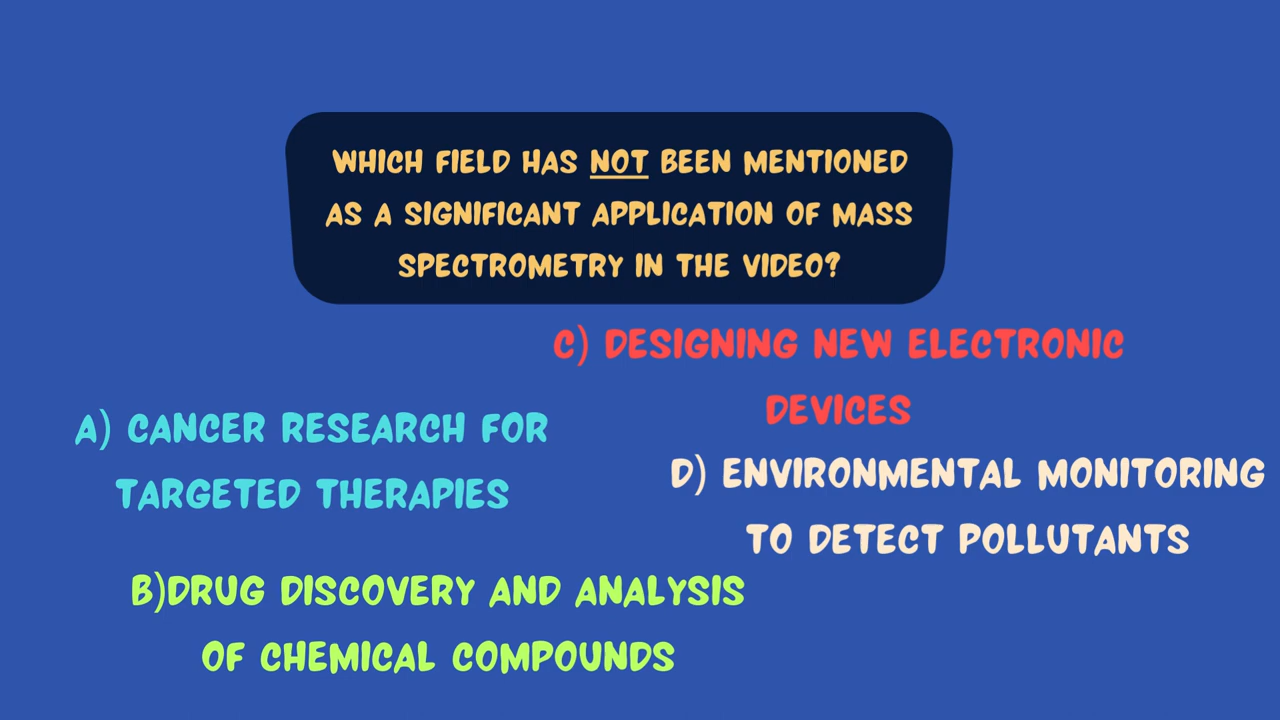 WHICH FIELD HAS NOT BEEN MENTIONED
AS A SIGNIFICANT APPLICATION OF MASS
SPECTROMETRY IN THE VIDEO?
A) CANCER RESEARCH FOR
TARGETED THERAPIES
B)DRUG DISCOVERY AND ANALYSIS
OF CHEMICAL COMPOUNDS
C) DESIGNING NEW ELECTRONIC
DEVICES
D) ENVIRONMENTAL MONITORING
TO DETECT POLLUTANTS